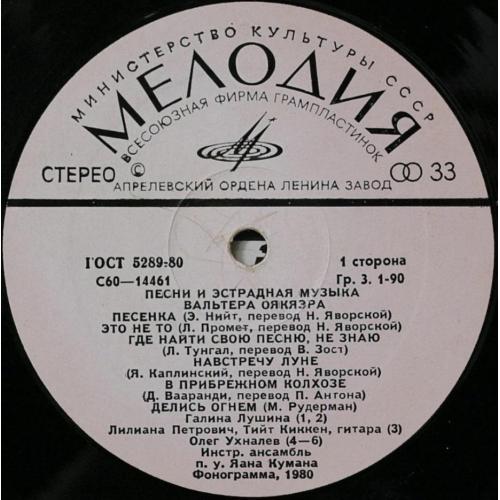 МИНИСТЕРСТВО КУЛЬТУРЫ СССР
МЕЛОДИЯ
ВСЕСОЮЗНАЯ ФИРМА ГРАМПЛАСТИНОК
СТЕРЕО
33
АПРЕЛЕВСКИЙ ОРДЕНА ЛЕНИНА ЗАВОД
ГОСТ 5289-80
1 сторона
С60—14461
Гр. 3. 1-90
ПЕСНИ И ЭСТРАДНАЯ МУЗЫКА
ВАЛЬТЕРА ОЯКЯЭРА
ПЕСЕНКА (Э. Нийт, перевод Н. Яворской)
ЭТО НЕ ТО (Л. Промет, перевод Н. Яворской)
ГДЕ НАЙТИ СВОЮ ПЕСНЮ, НЕ ЗНАЮ
(Л. Тунгал, перевод В. Зост)
НАВСТРЕЧУ ЛУНЕ
(Я. Каплинский, перевод Н. Яворской)
В ПРИБРЕЖНОМ КОЛХОЗЕ
(Д. Вааранди, перевод П. Антона)
ДЕЛИСЬ ОГНЕМ (М. Рудерман)
Галина Лушина (1, 2)
Лилиана Петрович, Тийт Киккен, гитара (3)
Олег Ухналев (4—6)
Инстр. ансамбль
п. у. Яана Кумана
Фонограмма, 1980